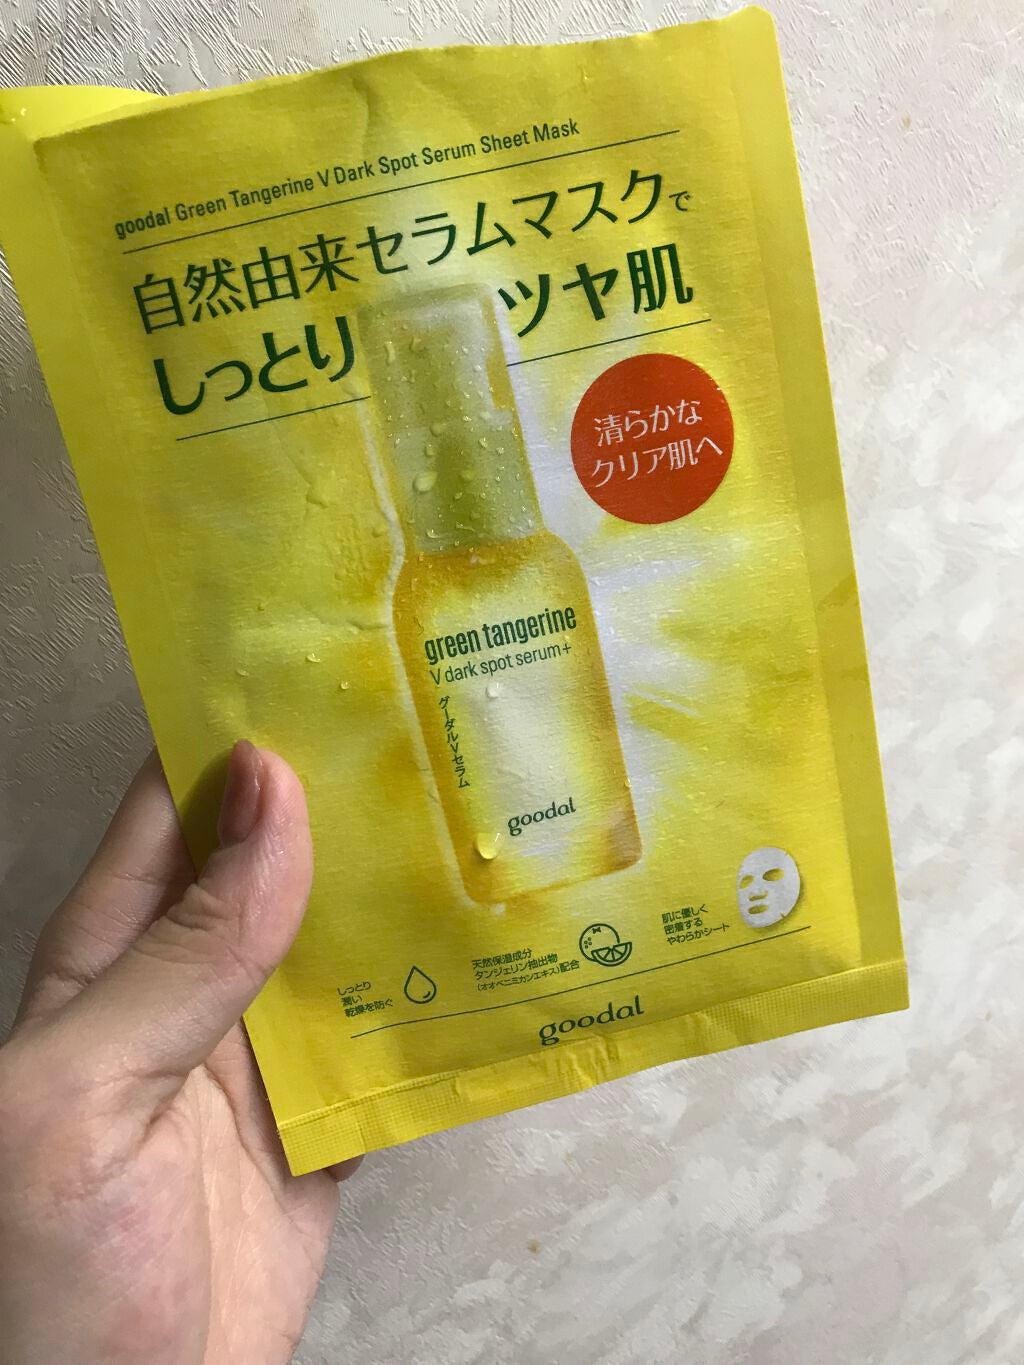 goodal Green Tangerine V Dark Spot Serum Sheet Mask
自然由来セラムマスクで
しっとりツヤ肌
清らかな
クリア肌へ
green tangerine
V dark spot serum+
グーダルVセラム
goodal
しっとり
潤い
乾燥を防ぐ
天然保湿成分
タンジェリン抽出物
(オオベニミカンエキス)配合
肌に優しく
密着する
やわらかシート
goodal